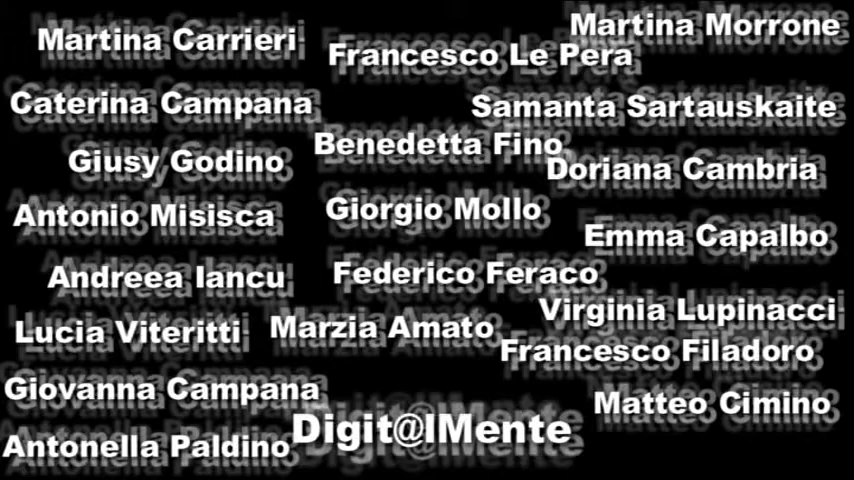 Martina Carrieri
Francesco Le Pera
Martina Morrone
Caterina Campana
Samanta Sartauskaite
Giusy Godino
Benedetta Fino
Doriana Cambria
Antonio Misisca
Giorgio Mollo
Emma Capalbo
Andreea Iancu
Federico Feraco
Virginia Lupinacci
Lucia Viteritti
Marzia Amato
Francesco Filadoro
Giovanna Campana
Matteo Cimino
Antonella Paldino
Digit@lMente